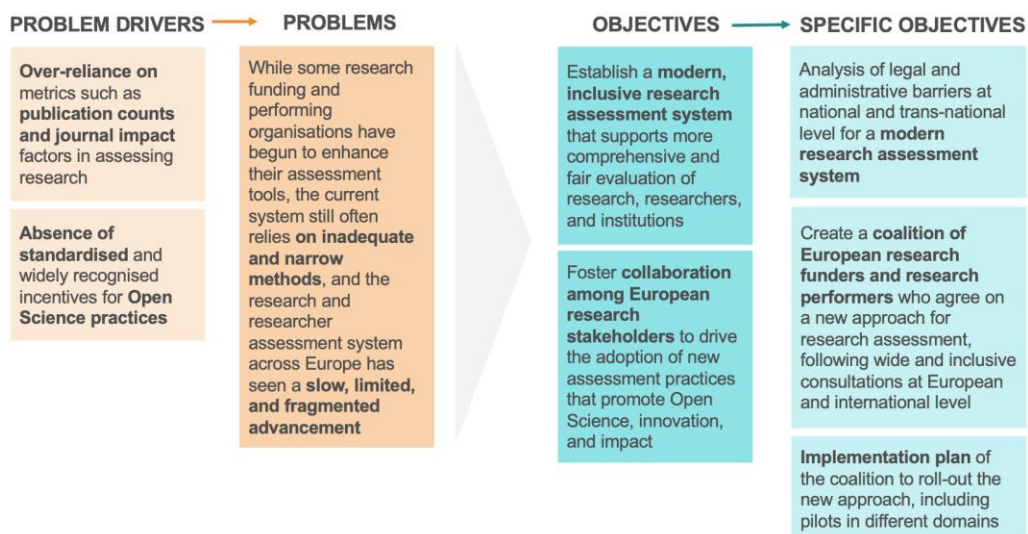 PROBLEM DRIVERS
Over-reliance on
metrics such as
publication counts
and journal impact
factors in assessing
research
Absence of
standardised and
widely recognised
incentives for Open
Science practices
PROBLEMS
While some research
funding and
performing
organisations have
begun to enhance
their assessment
tools, the current
system still often
relies on inadequate
and narrow
methods, and the
research and
researcher
assessment system
across Europe has
seen a slow, limited,
and fragmented
advancement
OBJECTIVES
Establish a modern,
inclusive research
assessment system
that supports more
comprehensive and
fair evaluation of
research, researchers,
and institutions
Foster collaboration
among European
research
stakeholders to drive
the adoption of new
assessment practices
that promote Open
Science, innovation,
and impact
SPECIFIC OBJECTIVES
Analysis of legal and
administrative barriers at
national and trans-national
level for a modern
research assessment
system
Create a coalition of
European research
funders and research
performers who agree on
a new approach for
research assessment,
following wide and inclusive
consultations at European
and international level
Implementation plan of
the coalition to roll-out the
new approach, including
pilots in different domains